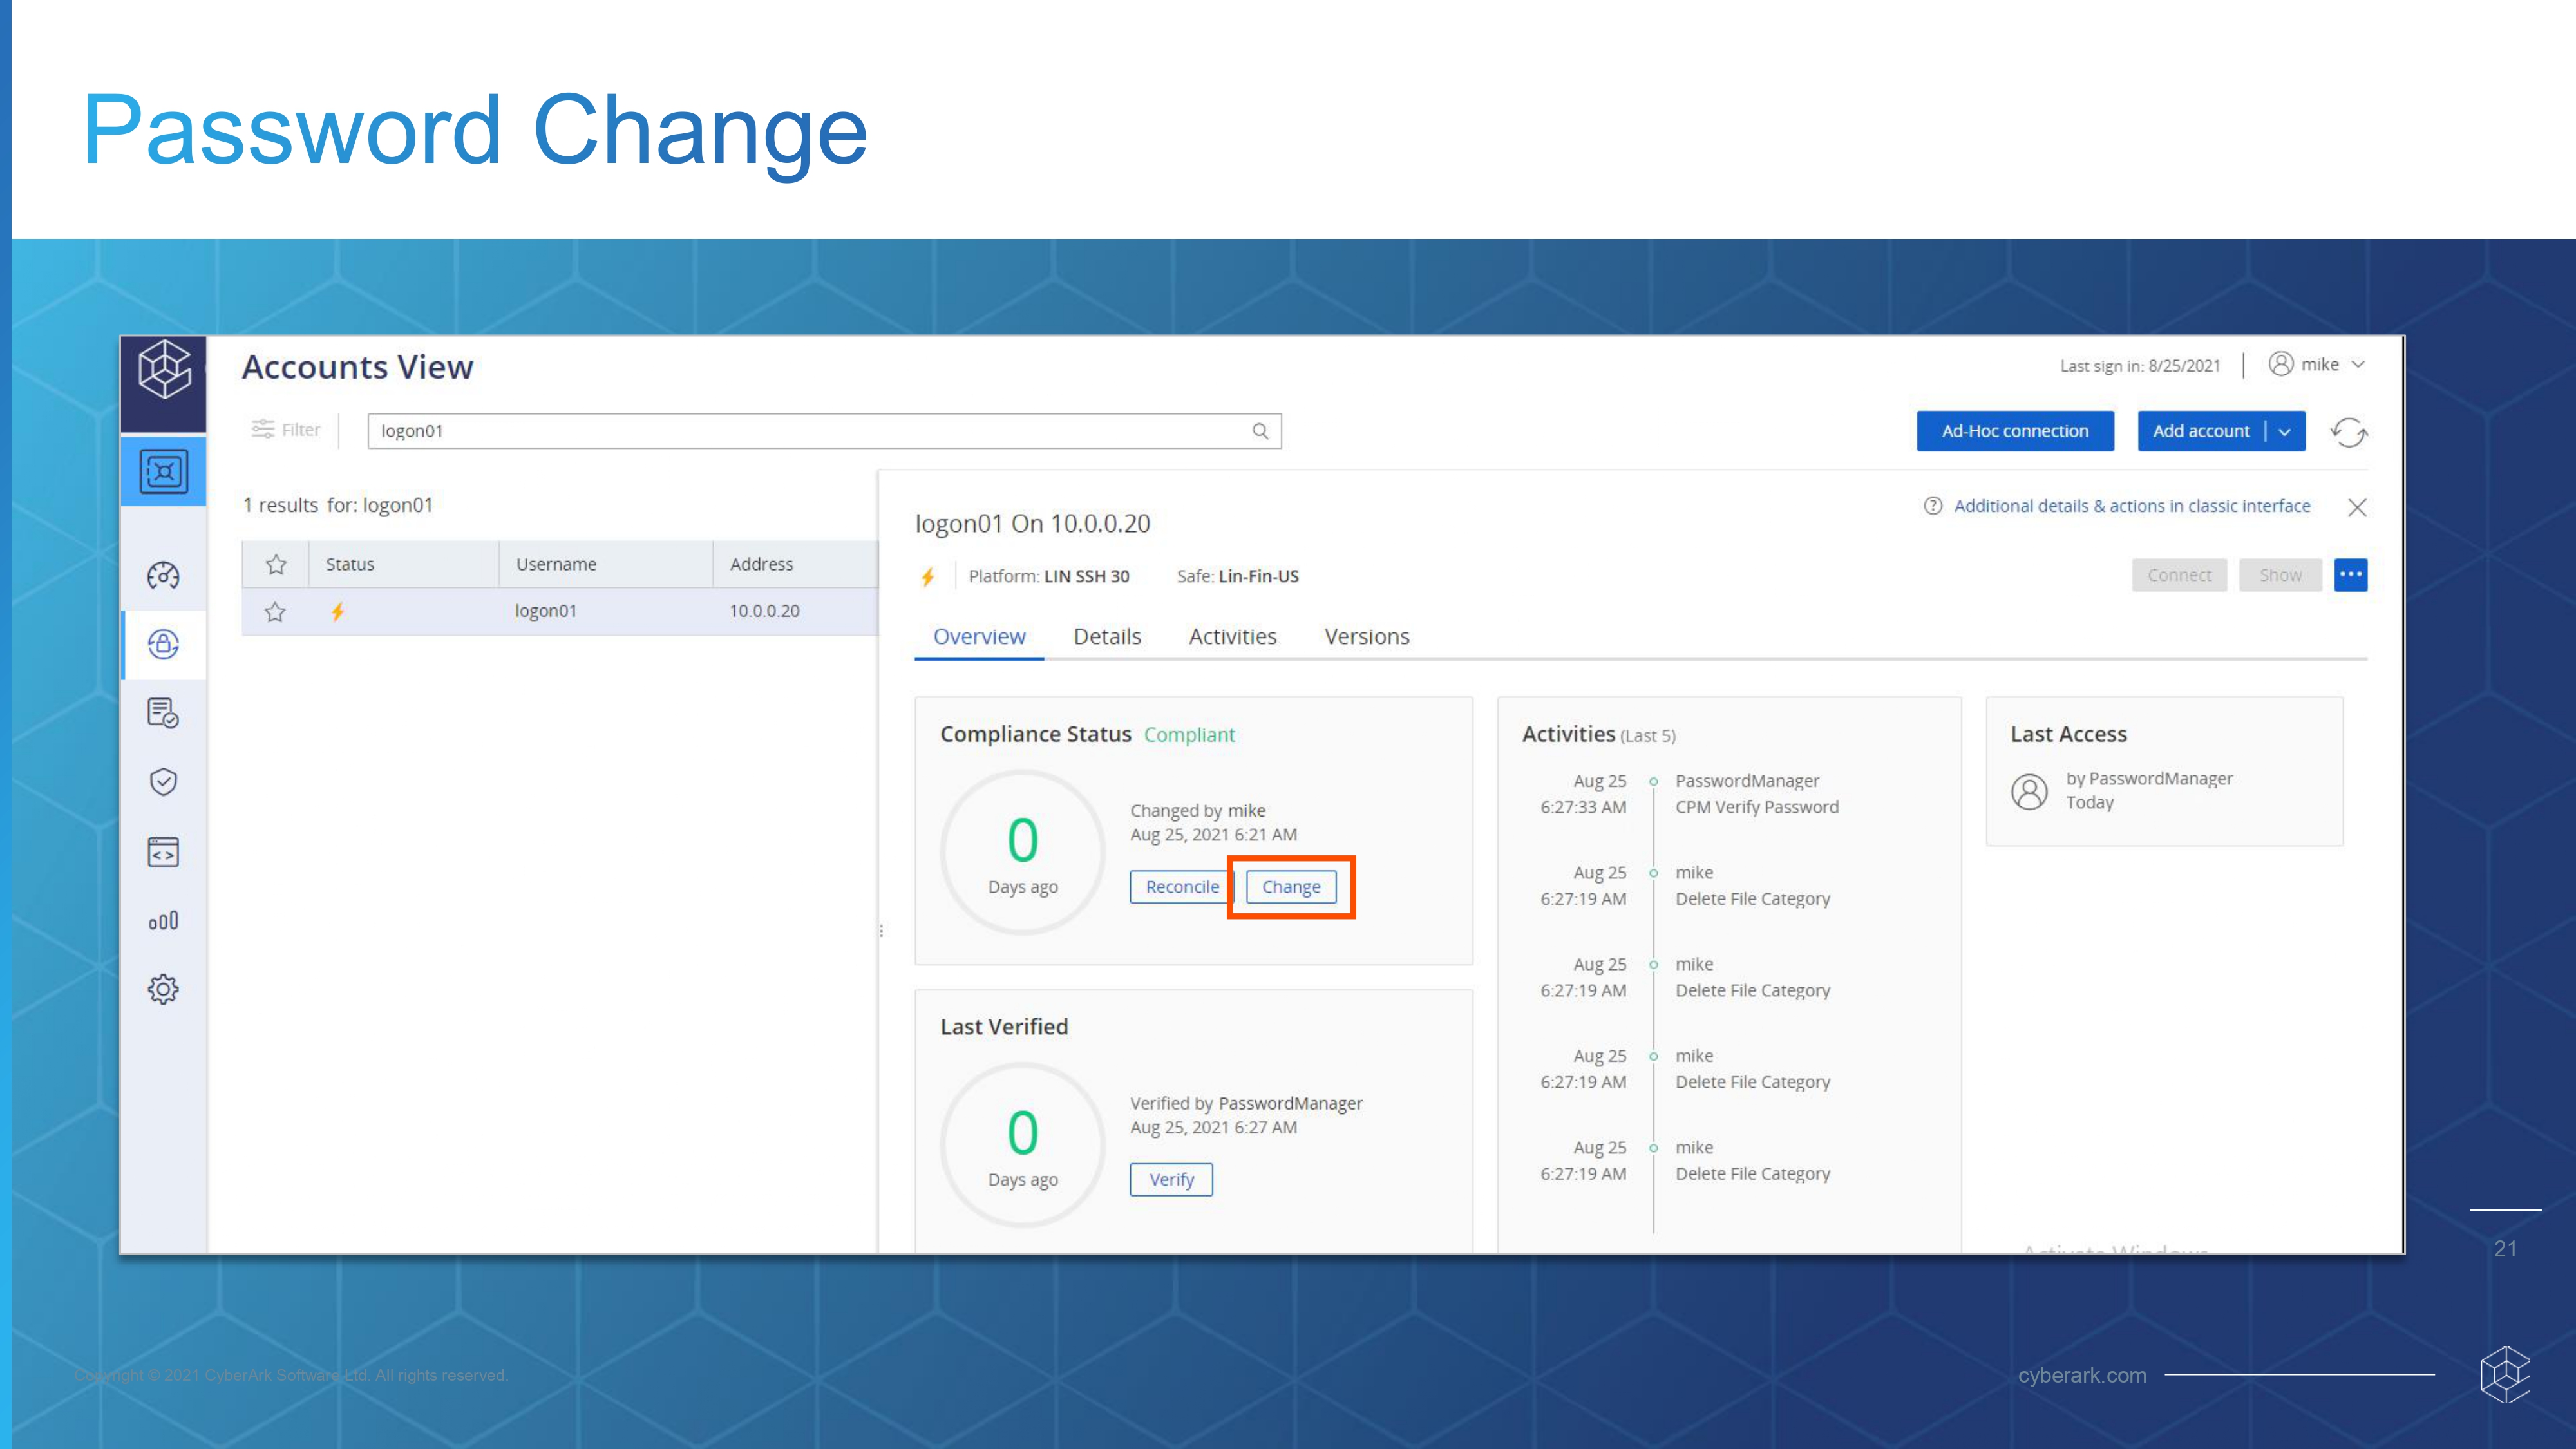 Password Change
Accounts View
Last sign in: 8/25/2021
mike
Filter
logon01
Ad-Hoc connection
Add account
1 results for: logon01
Additional details & actions in classic interface
logon01 On 10.0.0.20
Status Username Address
Platform: LIN SSH 30 Safe: Lin-Fin-US
Connect Show
logon01 10.0.0.20
Overview Details Activities Versions
Compliance Status Compliant
0
Days ago
Changed by mike
Aug 25, 2021 6:21 AM
Reconcile Change
Last Verified
0
Days ago
Verified by PasswordManager
Aug 25, 2021 6:27 AM
Verify
Activities (Last 5)
Aug 25 PasswordManager
6:27:33 AM CPM Verify Password
Aug 25 mike
6:27:19 AM Delete File Category
Aug 25 mike
6:27:19 AM Delete File Category
Aug 25 mike
6:27:19 AM Delete File Category
Aug 25 mike
6:27:19 AM Delete File Category
Last Access
by PasswordManager
Today
Activate Windows
21
Copyright © 2021 CyberArk Software Ltd. All rights reserved.
cyberark.com